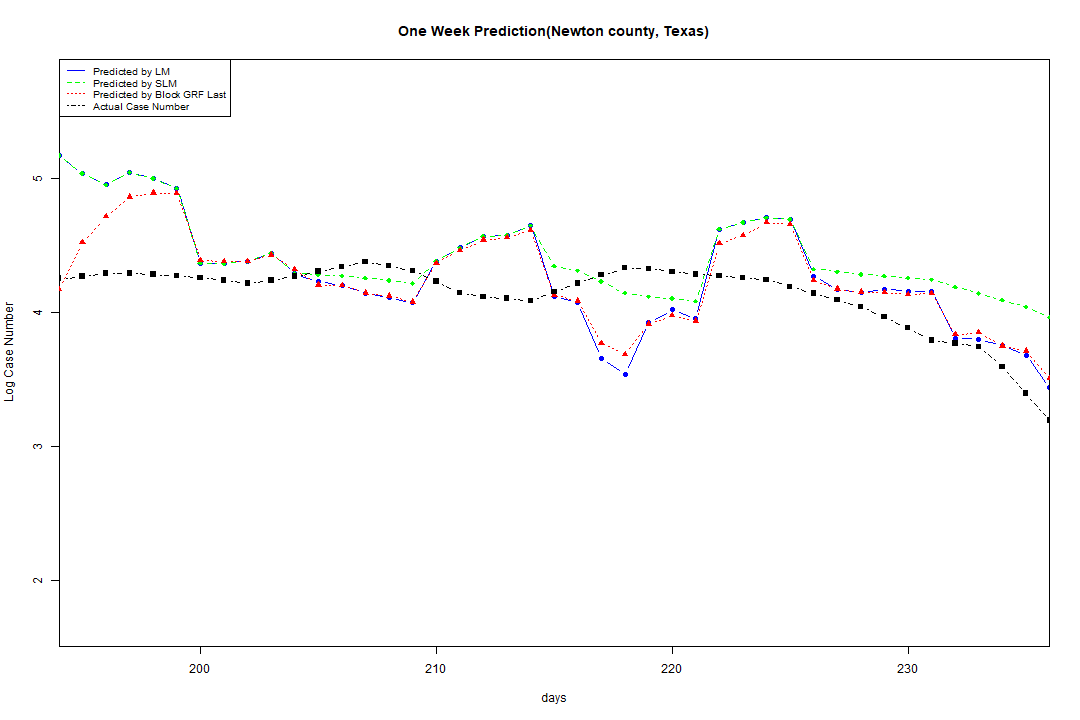 One Week Prediction(Newton county, Texas)
Predicted by LM
Predicted by SLM
Predicted by Block GRF Last
Actual Case Number
5
4
3
2
Log Case Number
200 210 220 230
days